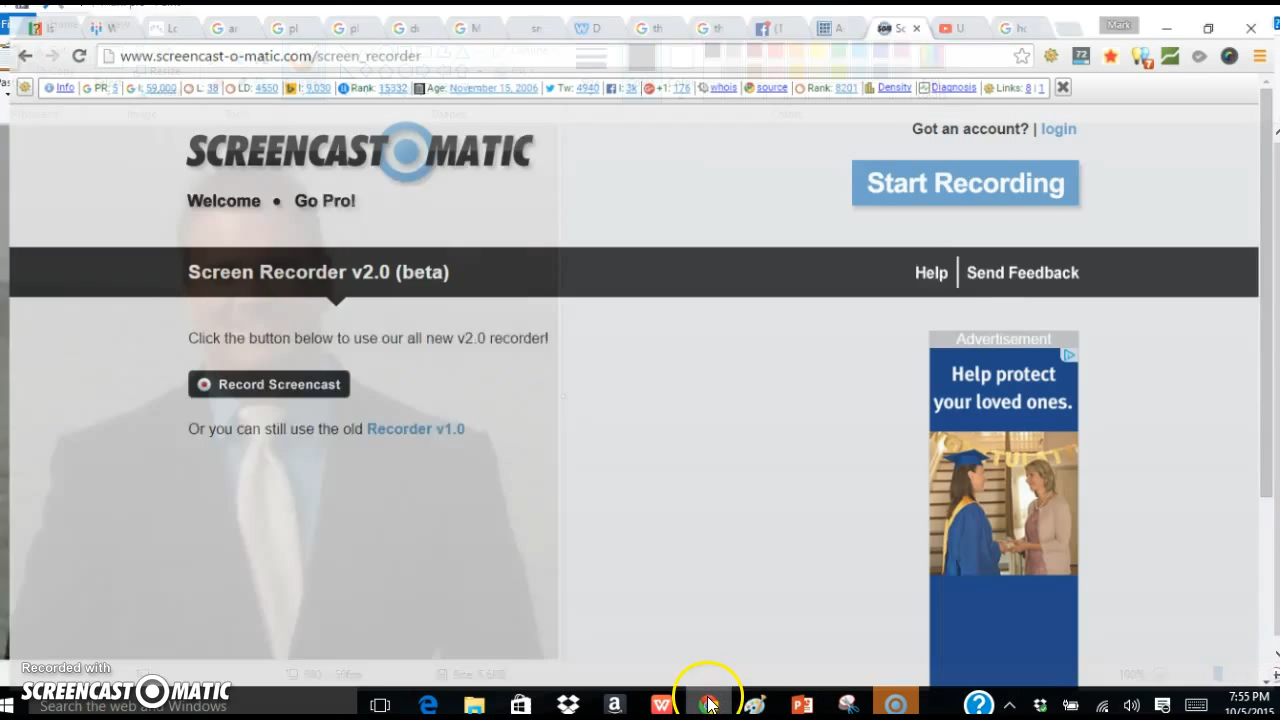 Mark
www.screencast-o-matic.com/screen_recorder
72
Info PR: 5 I: 59,000 L: 38 LD: 4550 I: 9,030 Rank: 15332 Age: November 15, 2006 Tw: 4940 I: 3k +1: 176 whois source Rank: 8201 Density Diagnosis Links: 8 | 1
Got an account? | login
SCREENCAST O MATIC
Start Recording
Welcome • Go Pro!
Screen Recorder v2.0 (beta)
Help | Send Feedback
Click the button below to use our all new v2.0 recorder!
Advertisement
Help protect
your loved ones.
Record Screencast
Or you can still use the old Recorder v1.0
Recorded with
SCREENCAST O MATIC
Search the web and Windows
7:55 PM
10/5/2015